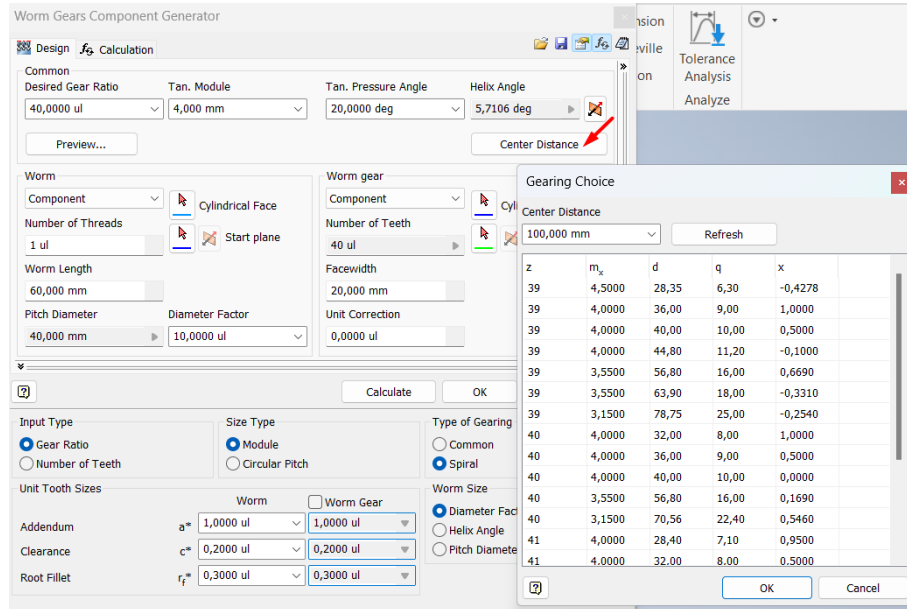 Worm Gears Component Generator
Design fG Calculation
Common
Desired Gear Ratio Tan. Module Tan. Pressure Angle Helix Angle
40,0000 ul 4,000 mm 20,0000 deg 5,7106 deg
Preview... Center Distance
Worm Worm gear
Component Cylindrical Face Component
Number of Threads Number of Teeth
1 ul Start plane 40 ul
Worm Length Facewidth
60,000 mm 20,000 mm
Pitch Diameter Diameter Factor Unit Correction
40,000 mm 10,0000 ul 0,0000 ul
Calculate OK
Input Type Size Type Type of Gearing
Gear Ratio Module Common
Number of Teeth Circular Pitch Spiral
Unit Tooth Sizes Worm Size
Worm Worm Gear Diameter
Addendum a* 1,0000 ul 1,0000 ul Helix Angle
Clearance c* 0,2000 ul 0,2000 ul Pitch Diamete
Root Fillet rf* 0,3000 ul 0,3000 ul
Tolerance
Analysis
Analyze
Gearing Choice
Center Distance
100,000 mm Refresh
z mx d q x
39 4,5000 28,35 6,30 -0,4278
39 4,0000 36,00 9,00 1,0000
39 4,0000 40,00 10,00 0,5000
39 4,0000 44,80 11,20 -0,1000
39 3,5500 56,80 16,00 0,6690
39 3,5500 63,90 18,00 -0,3310
39 3,1500 78,75 25,00 -0,2540
40 4,0000 32,00 8,00 1,0000
40 4,0000 36,00 9,00 0,5000
40 4,0000 40,00 10,00 0,0000
40 3,5500 56,80 16,00 0,1690
40 3,1500 70,56 22,40 0,5460
41 4,0000 28,40 7,10 0,9500
41 4,0000 32,00 8,00 0,5000
OK Cancel